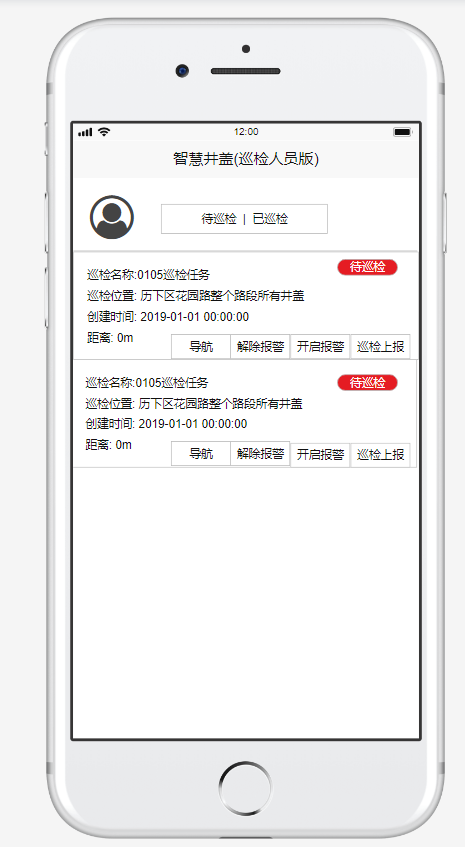 12:00
智慧井盖(巡检人员版)
待巡检 | 已巡检
待巡检
巡检名称:0105巡检任务
巡检位置: 历下区花园路整个路段所有井盖
创建时间: 2019-01-01 00:00:00
距离: 0m
导航 解除报警 开启报警 巡检上报
待巡检
巡检名称:0105巡检任务
巡检位置: 历下区花园路整个路段所有井盖
创建时间: 2019-01-01 00:00:00
距离: 0m
导航 解除报警 开启报警 巡检上报